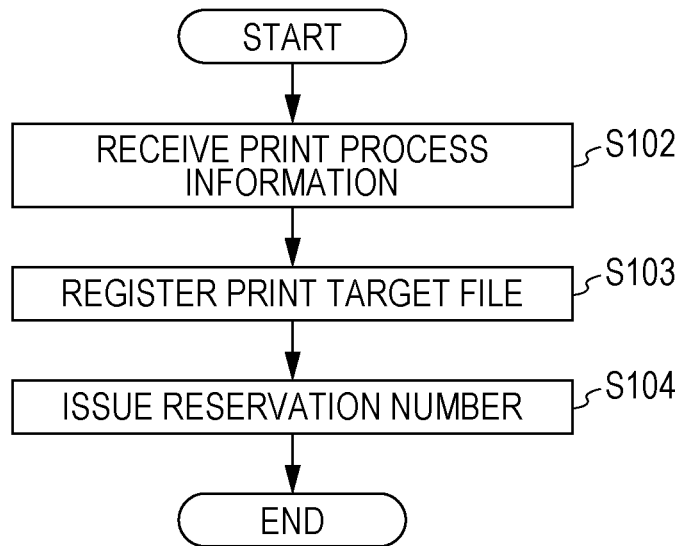 START
RECEIVE PRINT PROCESS
INFORMATION
S102
REGISTER PRINT TARGET FILE
S103
ISSUE RESERVATION NUMBER
S104
END